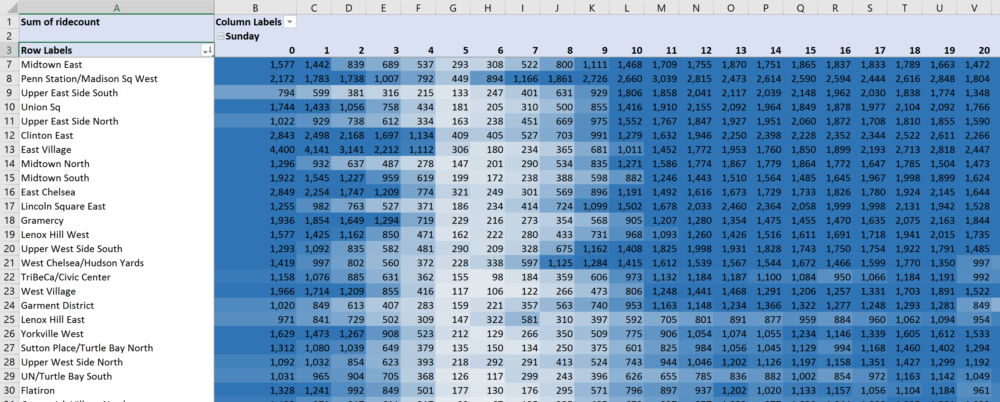 A B C D E F G H I J K L M N O P Q R S T U V
1 Sum of ridecount Column Labels
2 Sunday
3 Row Labels 0 1 2 3 4 5 6 7 8 9 10 11 12 13 14 15 16 17 18 19 20
7 Midtown East 1,577 1,442 839 689 537 293 308 522 800 1,111 1,468 1,709 1,755 1,870 1,751 1,865 1,837 1,833 1,789 1,663 1,472
8 Penn Station/Madison Sq West 2,172 1,783 1,738 1,007 792 449 894 1,166 1,861 2,726 2,660 3,039 2,815 2,473 2,614 2,590 2,594 2,444 2,616 2,848 1,804
9 Upper East Side South 794 599 381 316 215 133 247 401 631 929 1,806 1,858 2,041 2,117 2,039 2,148 1,962 2,030 1,838 1,774 1,348
10 Union Sq 1,744 1,433 1,056 758 434 181 205 310 500 855 1,416 1,910 2,155 2,092 1,964 1,849 1,878 1,977 2,104 2,092 1,766
11 Upper East Side North 1,022 929 738 612 334 163 238 451 669 975 1,552 1,767 1,847 1,927 1,951 2,060 1,872 1,708 1,810 1,855 1,590
12 Clinton East 2,843 2,498 2,168 1,697 1,134 409 405 527 703 991 1,279 1,632 1,946 2,250 2,398 2,228 2,352 2,344 2,522 2,611 2,266
13 East Village 4,400 4,141 3,141 2,212 1,112 306 180 234 365 681 1,011 1,452 1,772 1,953 1,760 1,850 1,899 2,193 2,713 2,818 2,447
14 Midtown North 1,296 932 637 487 278 147 201 290 534 835 1,271 1,586 1,774 1,867 1,779 1,864 1,772 1,647 1,785 1,504 1,473
15 Midtown South 1,922 1,545 1,227 959 619 199 172 238 388 598 882 1,246 1,443 1,510 1,564 1,485 1,645 1,967 1,998 1,899 1,624
16 East Chelsea 2,849 2,254 1,747 1,209 774 321 249 301 569 896 1,191 1,492 1,616 1,673 1,729 1,733 1,826 1,780 1,924 2,145 1,644
17 Lincoln Square East 1,255 982 763 527 371 186 234 414 724 1,099 1,502 1,678 2,033 2,460 2,364 2,058 1,999 1,998 2,131 1,942 1,528
18 Gramercy 1,936 1,854 1,649 1,294 719 229 216 273 354 568 905 1,207 1,280 1,354 1,475 1,455 1,470 1,635 2,075 2,163 1,844
19 Lenox Hill West 1,577 1,425 1,162 850 471 162 222 280 433 731 968 1,093 1,260 1,426 1,516 1,611 1,691 1,718 1,941 2,015 1,735
20 Upper West Side South 1,293 1,092 835 582 481 290 209 328 675 1,162 1,408 1,825 1,998 1,931 1,828 1,743 1,750 1,754 1,922 1,791 1,485
21 West Chelsea/Hudson Yards 1,419 997 802 560 372 228 338 597 1,125 1,284 1,415 1,612 1,539 1,567 1,544 1,672 1,466 1,599 1,770 1,350 997
22 TriBeCa/Civic Center 1,158 1,076 885 631 362 155 98 184 359 606 973 1,132 1,184 1,187 1,100 1,084 950 1,066 1,184 1,191 992
23 West Village 1,966 1,714 1,209 855 416 117 106 122 266 473 806 1,248 1,441 1,468 1,291 1,206 1,257 1,331 1,703 1,891 1,522
24 Garment District 1,020 849 613 407 283 159 221 357 563 740 953 1,163 1,148 1,234 1,366 1,322 1,277 1,248 1,293 1,281 849
25 Lenox Hill East 971 841 729 502 309 147 322 581 310 397 592 705 801 891 877 959 884 960 1,062 1,094 954
26 Yorkville West 1,629 1,473 1,267 908 523 212 129 266 350 509 775 906 1,054 1,074 1,055 1,234 1,146 1,339 1,605 1,612 1,533
27 Sutton Place/Turtle Bay North 1,312 1,080 1,039 649 379 135 150 134 250 375 601 825 984 1,056 1,045 1,129 994 1,168 1,460 1,402 1,294
28 Upper West Side North 1,092 1,032 854 623 393 218 292 291 413 524 743 944 1,046 1,202 1,126 1,197 1,158 1,351 1,427 1,299 1,192
29 UN/Turtle Bay South 1,031 965 904 705 368 126 117 299 243 396 626 655 785 836 882 1,002 854 972 1,163 1,142 1,049
30 Flatiron 1,328 1,241 992 849 501 177 130 176 295 571 796 897 937 1,202 1,020 1,133 1,157 1,056 1,104 1,184 961